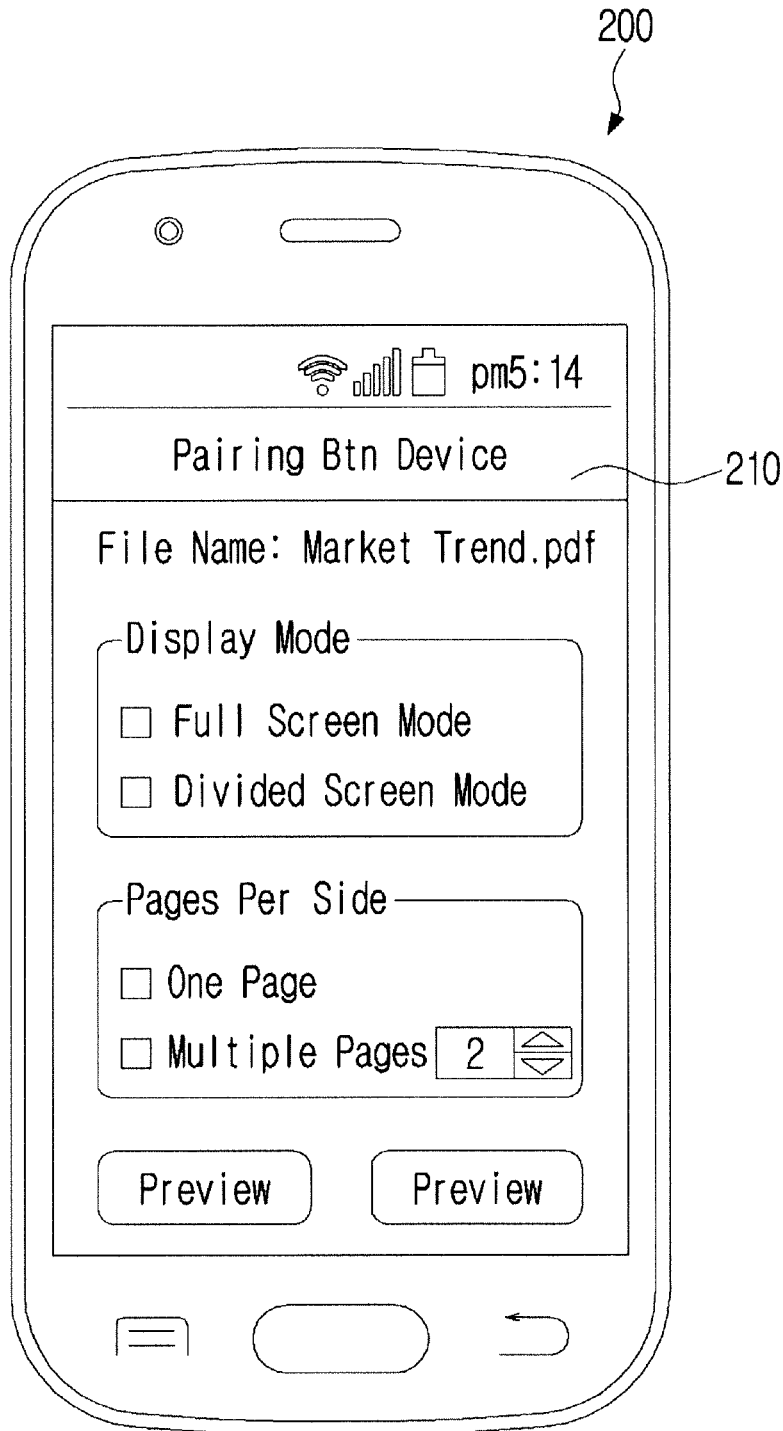 200
pm5:14
Pairing Btn Device
210
File Name: Market Trend.pdf
Display Mode
Full Screen Mode
Divided Screen Mode
Pages Per Side
One Page
Multiple Pages 2
Preview Preview